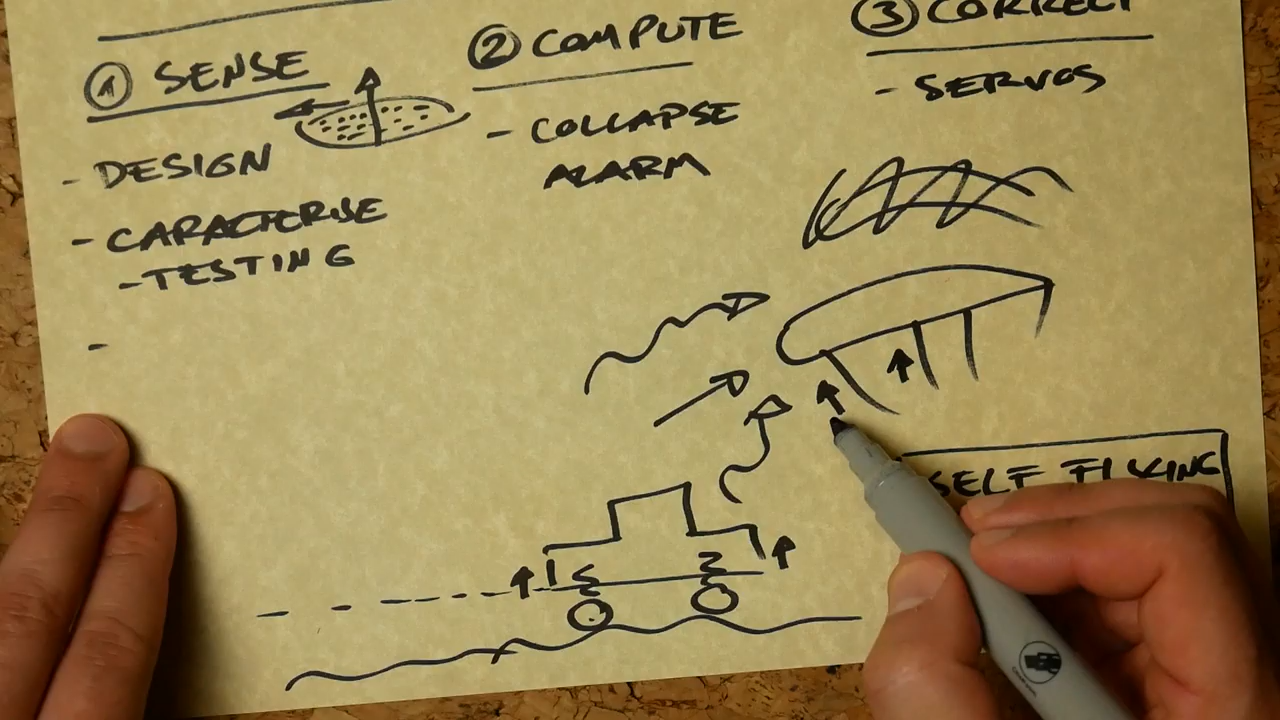 ① SENSE
- DESIGN
- CARACTERISE
- TESTING
-
② COMPUTE
- COLLAPSE
ALARM
③ CORRECT
- SERVOS
SELF FLYING